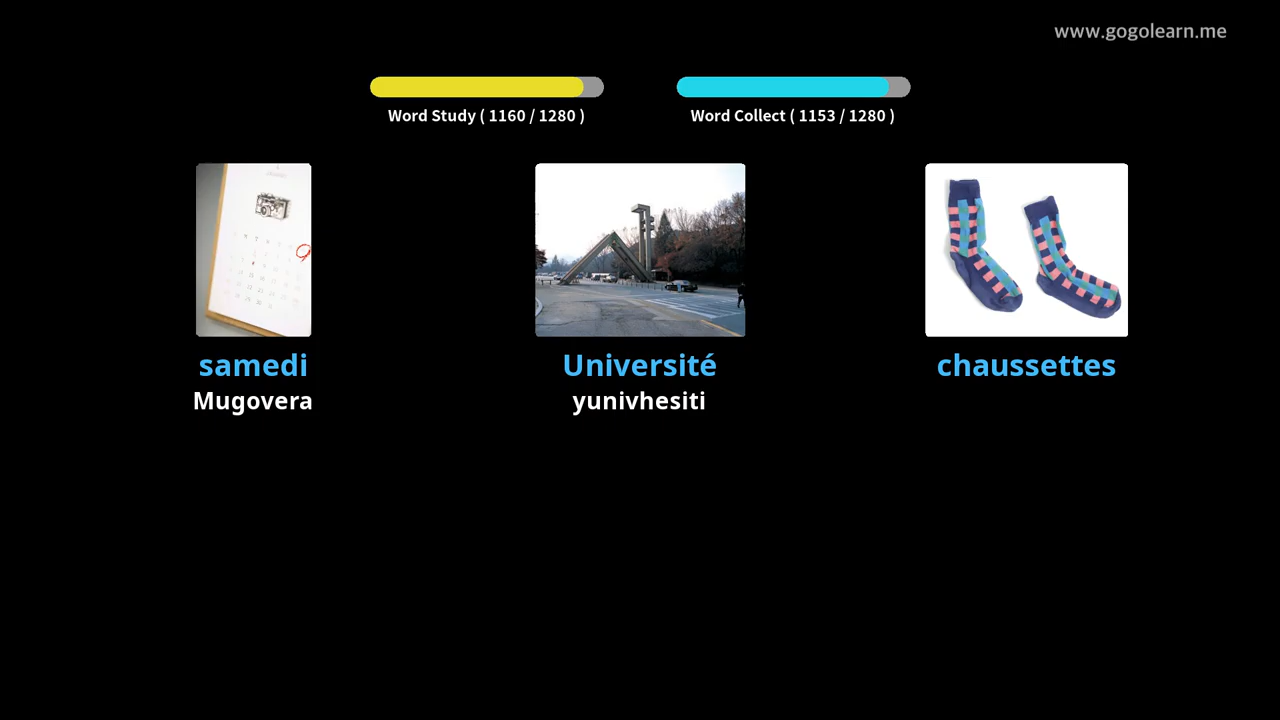 www.gogolearn.me
Word Study ( 1160 / 1280 )
Word Collect ( 1153 / 1280 )
samedi
Mugovera
Université
yunivhesiti
chaussettes